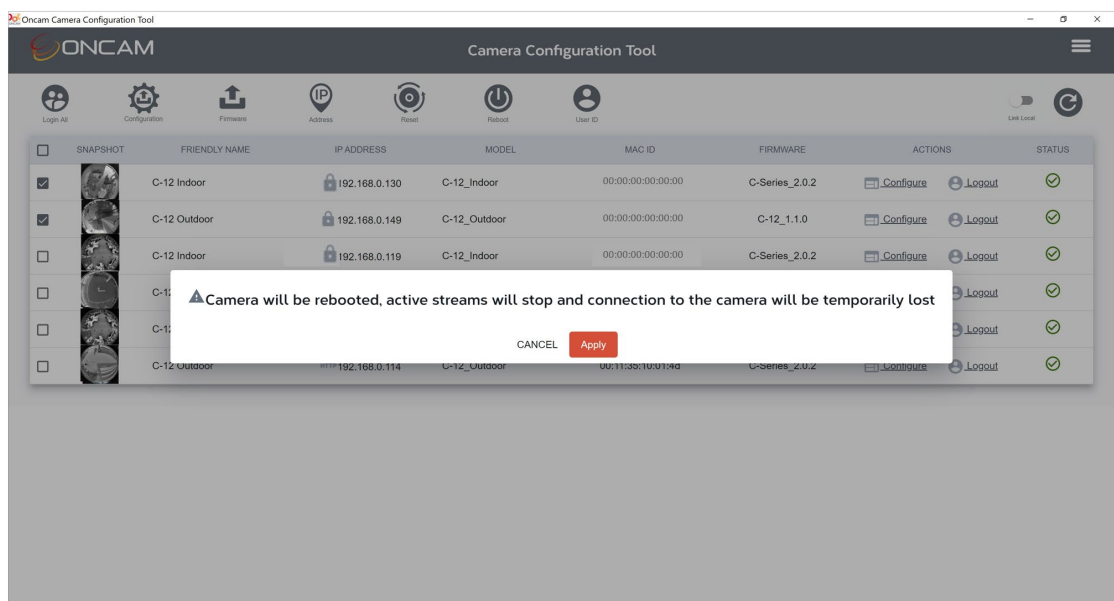 Oncam Camera Configuration Tool
ONCAM
Camera Configuration Tool
Login All Configuration Firmware IP Address Reset Reboot User ID Link Local
SNAPSHOT FRIENDLY NAME IP ADDRESS MODEL MAC ID FIRMWARE ACTIONS STATUS
C-12 Indoor 192.168.0.130 C-12_Indoor 00:00:00:00:00:00 C-Series_2.0.2 Configure Logout
C-12 Outdoor 192.168.0.149 C-12_Outdoor 00:00:00:00:00:00 C-12_1.1.0 Configure Logout
C-12 Indoor 192.168.0.119 C-12_Indoor 00:00:00:00:00:00 C-Series_2.0.2 Configure Logout
C-12 Logout
Camera will be rebooted, active streams will stop and connection to the camera will be temporarily lost
C-12 Logout
CANCEL Apply
C-12 Outdoor HTTP 192.168.0.114 C-12_Outdoor 00:11:35:10:01:4d C-Series_2.0.2 Configure Logout